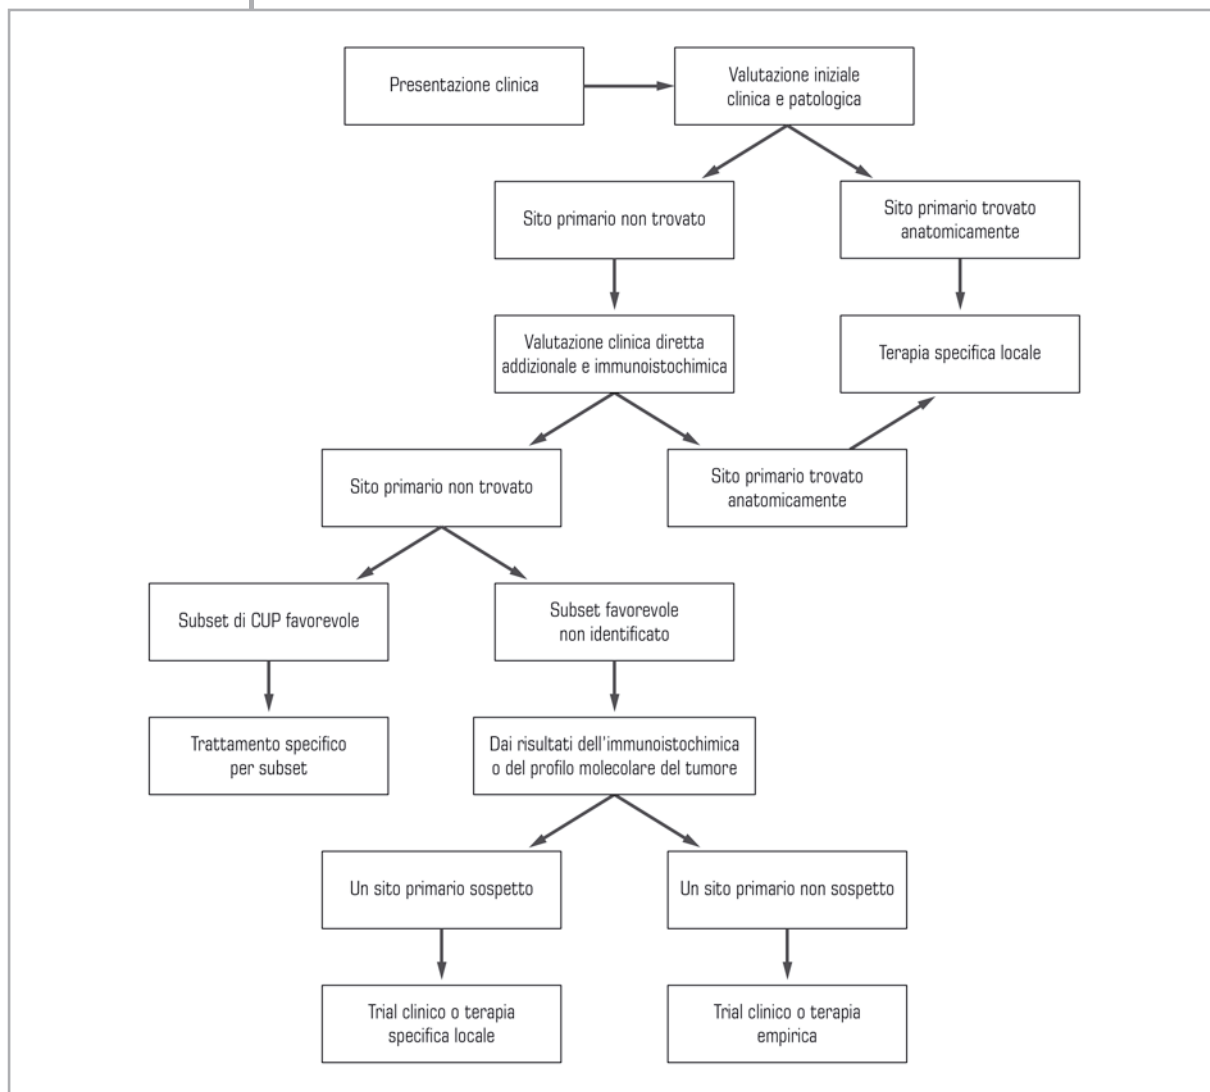 Presentazione clinica
Valutazione iniziale
clinica e patologica
Sito primario non trovato
Sito primario trovato
anatomicamente
Valutazione clinica diretta
addizionale e immunoistochimica
Terapia specifica locale
Sito primario non trovato
Sito primario trovato
anatomicamente
Subset di CUP favorevole
Subset favorevole
non identificato
Trattamento specifico
per subset
Dai risultati dell'immunoistochimica
o del profilo molecolare del tumore
Un sito primario sospetto
Un sito primario non sospetto
Trial clinico o terapia
specifica locale
Trial clinico o terapia
empirica